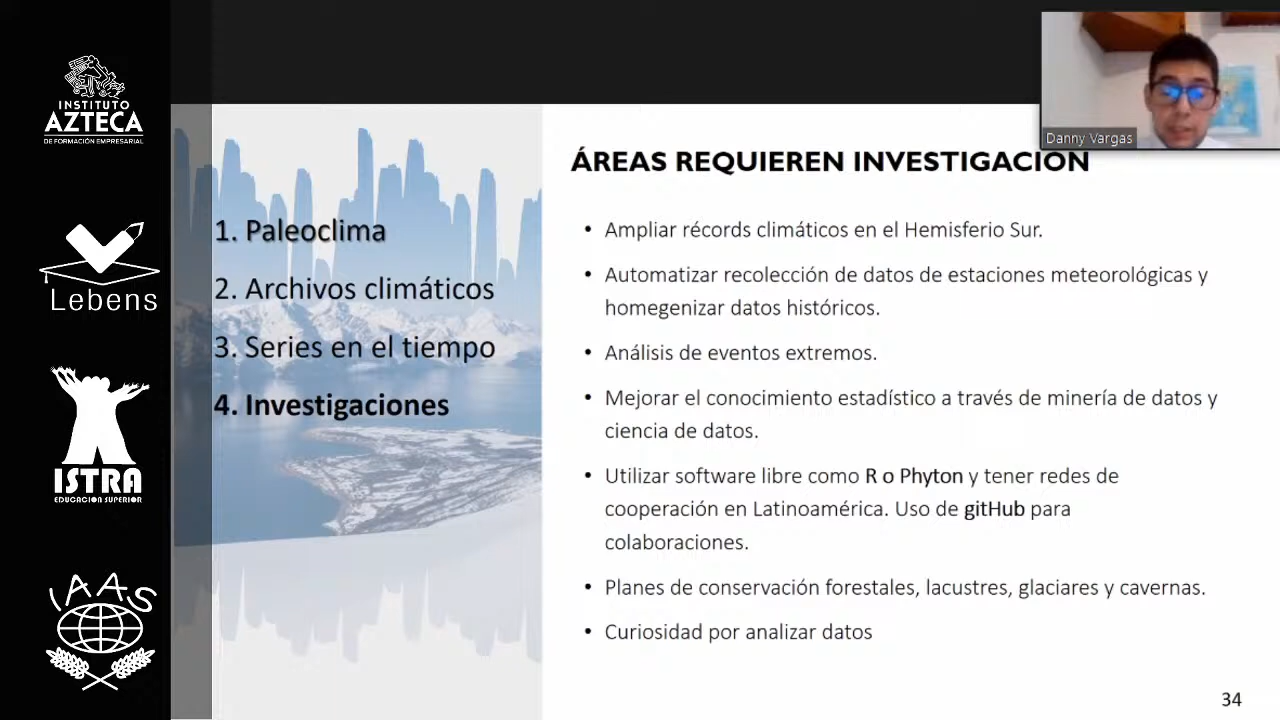 INSTITUTO
AZTECA
DE FORMACIÓN EMPRESARIAL
Lebens
ISTRA
EDUCACION SUPERIOR
IAAS
1. Paleoclima
2. Archivos climáticos
3. Series en el tiempo
4. Investigaciones
Danny Vargas
ÁREAS REQUIEREN INVESTIGACIÓN
• Ampliar récords climáticos en el Hemisferio Sur.
• Automatizar recolección de datos de estaciones meteorológicas y
homegenizar datos históricos.
• Análisis de eventos extremos.
• Mejorar el conocimiento estadístico a través de minería de datos y
ciencia de datos.
• Utilizar software libre como R o Phyton y tener redes de
cooperación en Latinoamérica. Uso de gitHub para
colaboraciones.
• Planes de conservación forestales, lacustres, glaciares y cavernas.
• Curiosidad por analizar datos
34